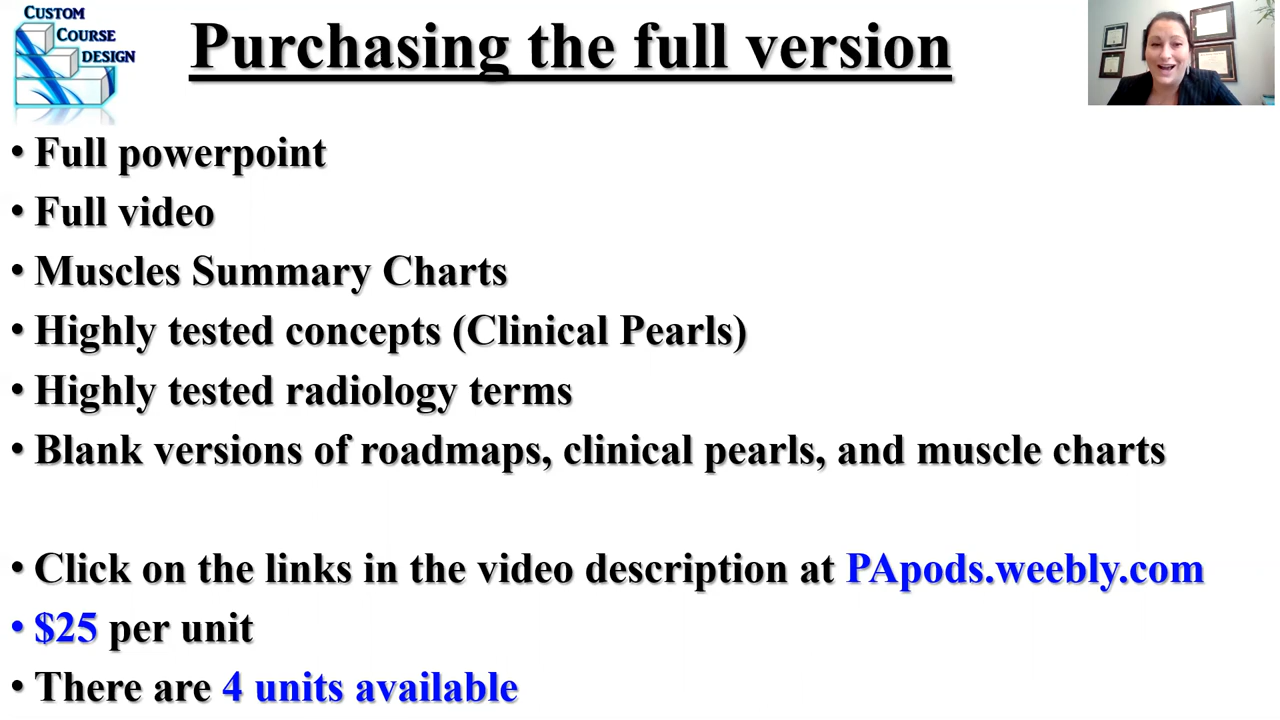 CUSTOM
COURSE
DESIGN
Purchasing the full version
• Full powerpoint
• Full video
• Muscles Summary Charts
• Highly tested concepts (Clinical Pearls)
• Highly tested radiology terms
• Blank versions of roadmaps, clinical pearls, and muscle charts
• Click on the links in the video description at PApods.weebly.com
• $25 per unit
• There are 4 units available